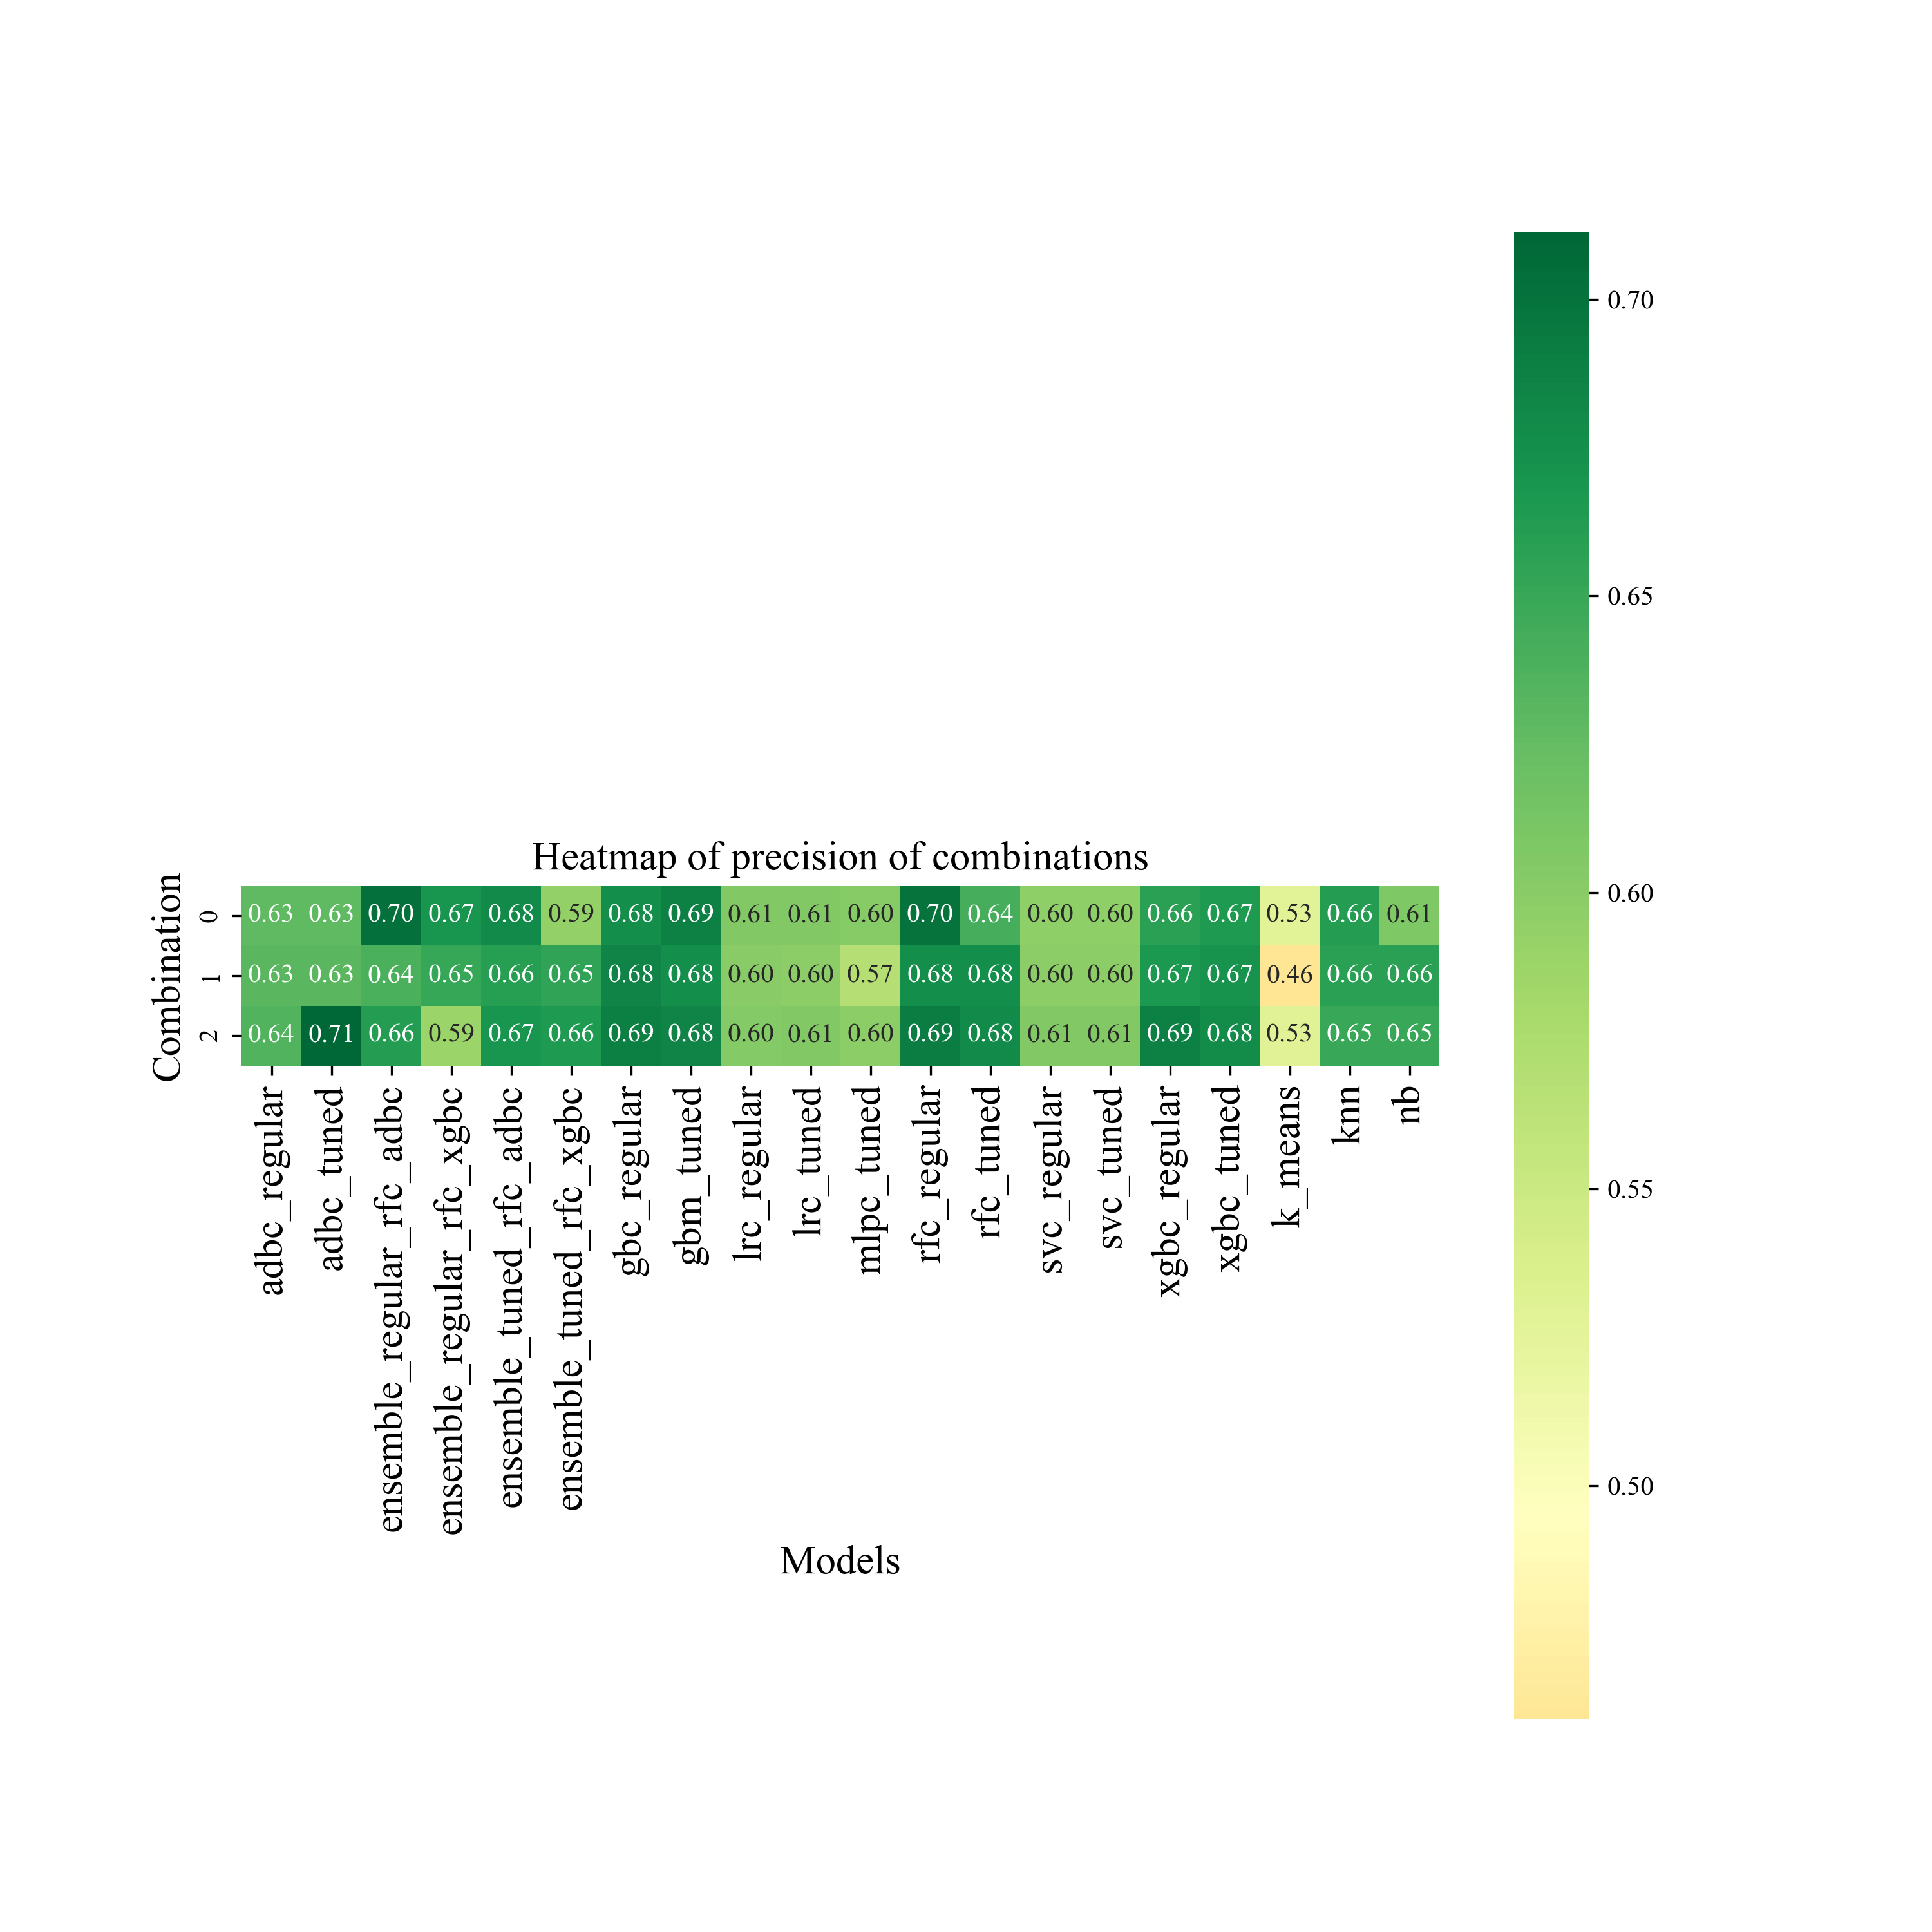 Heatmap of precision of combinations
Combination
0 0.63 0.63 0.70 0.67 0.68 0.59 0.68 0.69 0.61 0.61 0.60 0.70 0.64 0.60 0.60 0.66 0.67 0.53 0.66 0.61
1 0.63 0.63 0.64 0.65 0.66 0.65 0.68 0.68 0.60 0.60 0.57 0.68 0.68 0.60 0.60 0.67 0.67 0.46 0.66 0.66
2 0.64 0.71 0.66 0.59 0.67 0.66 0.69 0.68 0.60 0.61 0.60 0.69 0.68 0.61 0.61 0.69 0.68 0.53 0.65 0.65
adbc_regular
adbc_tuned
ensemble_regular_rfc_adbc
ensemble_regular_rfc_xgbc
ensemble_tuned_rfc_adbc
ensemble_tuned_rfc_xgbc
gbc_regular
gbm_tuned
lrc_regular
lrc_tuned
mlpc_tuned
rfc_regular
rfc_tuned
svc_regular
svc_tuned
xgbc_regular
xgbc_tuned
k_means
knn
nb
Models
0.70
0.65
0.60
0.55
0.50